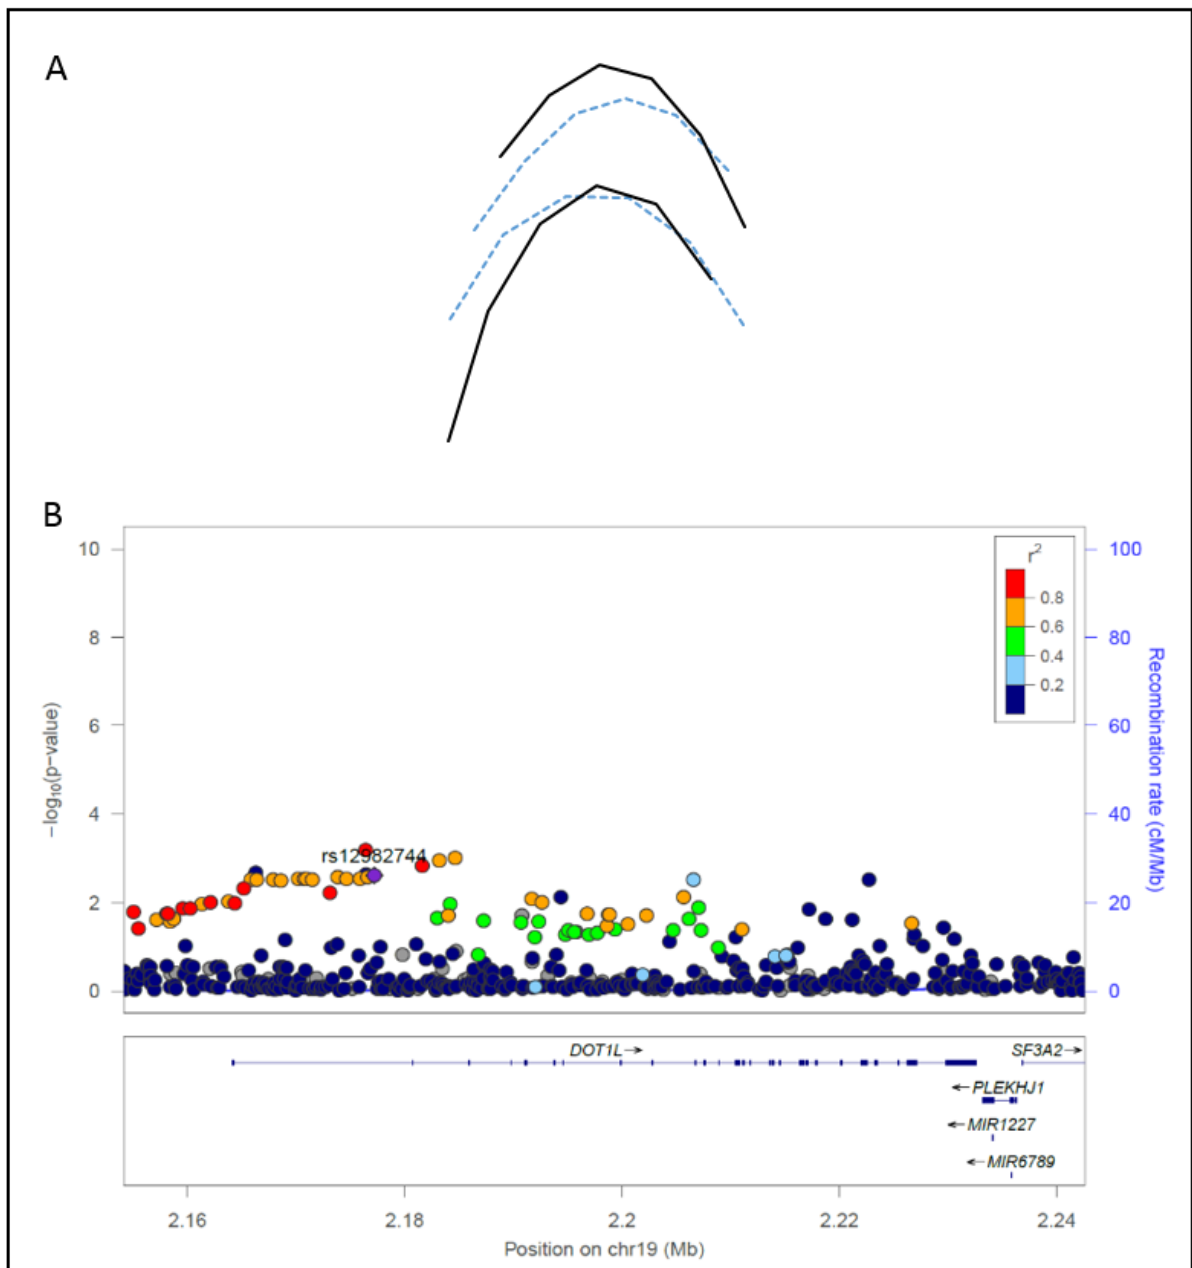 A
B
10
8
6
4
2
0
−log10(p−value)
rs12982744
r2
0.8
0.6
0.4
0.2
100
80
60
40
20
0
Recombination rate (cM/Mb)
DOT1L→
SF3A2→
←PLEKHJ1
←MIR1227
←MIR6789
2.16 2.18 2.2 2.22 2.24
Position on chr19 (Mb)